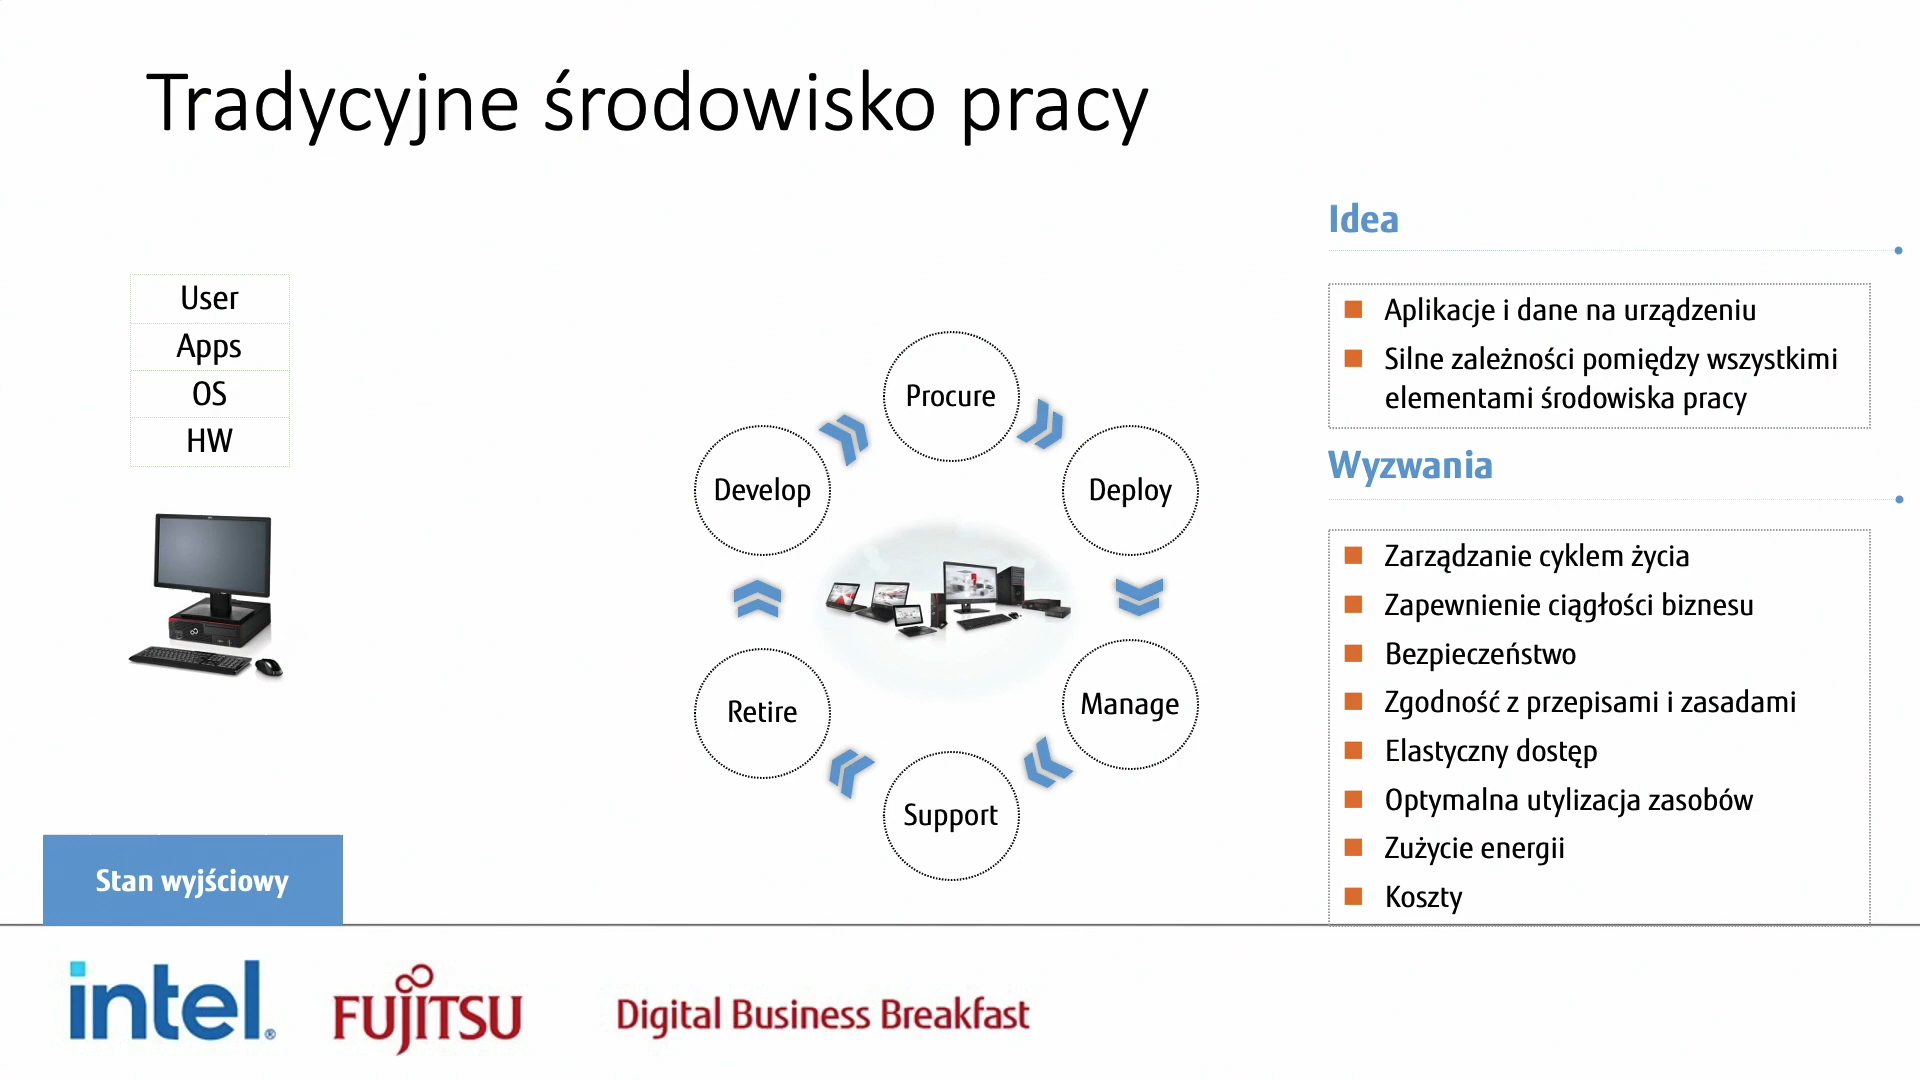 Tradycyjne środowisko pracy
User
Apps
OS
HW
Stan wyjściowy
Procure
Deploy
Manage
Support
Retire
Develop
Idea
Aplikacje i dane na urządzeniu
Silne zależności pomiędzy wszystkimi
elementami środowiska pracy
Wyzwania
Zarządzanie cyklem życia
Zapewnienie ciągłości biznesu
Bezpieczeństwo
Zgodność z przepisami i zasadami
Elastyczny dostęp
Optymalna utylizacja zasobów
Zużycie energii
Koszty
intel®
FUJITSU
Digital Business Breakfast